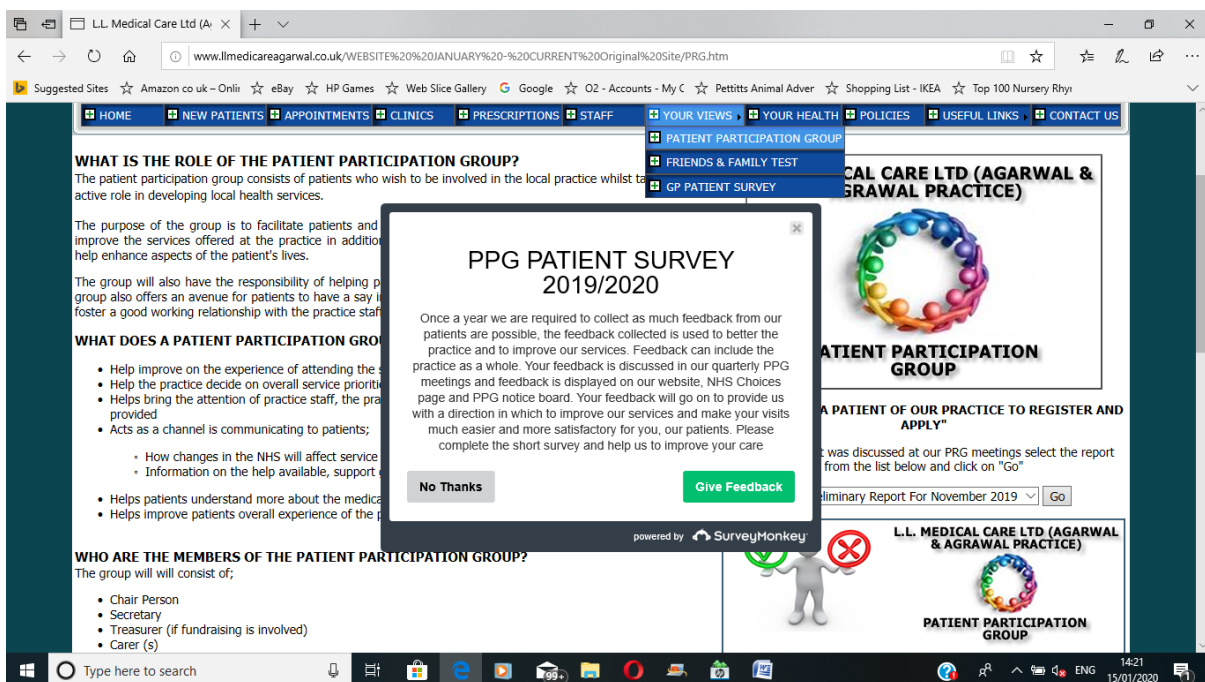 L.L. Medical Care Ltd (A
www.llmedicareagarwal.co.uk/WEBSITE%20%20JANUARY%20-%20CURRENT%20Original%20Site/PRG.htm
Suggested Sites Amazon co uk – Onlin eBay HP Games Web Slice Gallery Google O2 - Accounts - My C Pettitts Animal Adver Shopping List - IKEA Top 100 Nursery Rhy
HOME NEW PATIENTS APPOINTMENTS CLINICS PRESCRIPTIONS STAFF YOUR VIEWS YOUR HEALTH POLICIES USEFUL LINKS CONTACT US
PATIENT PARTICIPATION GROUP
FRIENDS & FAMILY TEST
GP PATIENT SURVEY
WHAT IS THE ROLE OF THE PATIENT PARTICIPATION GROUP?
The patient participation group consists of patients who wish to be involved in the local practice whilst ta
active role in developing local health services.
The purpose of the group is to facilitate patients and
improve the services offered at the practice in addition
help enhance aspects of the patient's lives.
The group will also have the responsibility of helping p
group also offers an avenue for patients to have a say i
foster a good working relationship with the practice staff
WHAT DOES A PATIENT PARTICIPATION GRO
• Help improve on the experience of attending the s
• Help the practice decide on overall service prioriti
• Helps bring the attention of practice staff, the pra
provided
• Acts as a channel is communicating to patients;
◦ How changes in the NHS will affect service
◦ Information on the help available, support
• Helps patients understand more about the medica
• Helps improve patients overall experience of the p
WHO ARE THE MEMBERS OF THE PATIENT PARTICIPATION GROUP?
The group will will consist of;
• Chair Person
• Secretary
• Treasurer (if fundraising is involved)
• Carer (s)
PPG PATIENT SURVEY
2019/2020
Once a year we are required to collect as much feedback from our
patients are possible, the feedback collected is used to better the
practice and to improve our services. Feedback can include the
practice as a whole. Your feedback is discussed in our quarterly PPG
meetings and feedback is displayed on our website, NHS Choices
page and PPG notice board. Your feedback will go on to provide us
with a direction in which to improve our services and make your visits
much easier and more satisfactory for you, our patients. Please
complete the short survey and help us to improve your care
No Thanks Give Feedback
powered by SurveyMonkey
CAL CARE LTD (AGARWAL &
GRAWAL PRACTICE)
ATIENT PARTICIPATION
GROUP
A PATIENT OF OUR PRACTICE TO REGISTER AND
APPLY"
t was discussed at our PRG meetings select the report
from the list below and click on "Go"
eliminary Report For November 2019 Go
L.L. MEDICAL CARE LTD (AGARWAL
& AGRAWAL PRACTICE)
PATIENT PARTICIPATION
GROUP
Type here to search
99+
ENG
14:21
15/01/2020
1